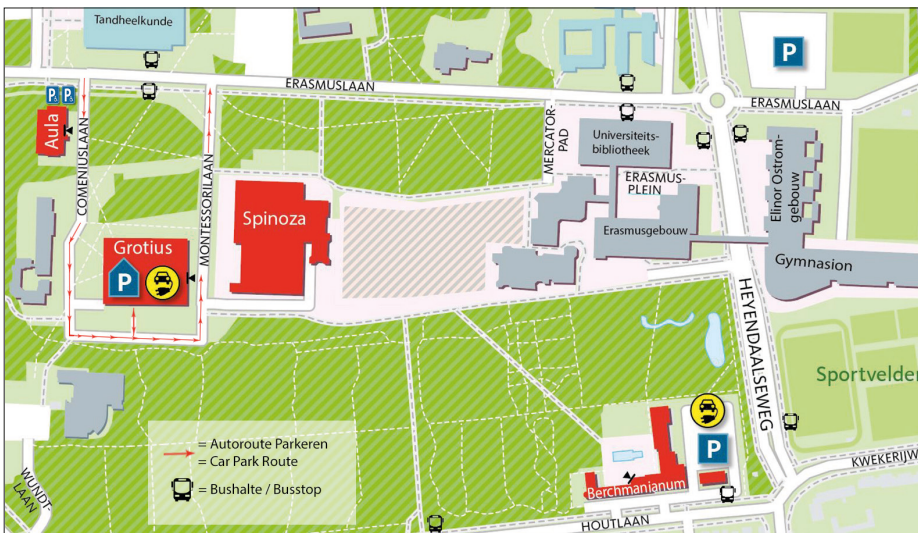 Tandheelkunde
P
ERASMUSLAAN
ERASMUSLAAN
P P
Aula
COMENIUSLAAN
MONTESSORILAAN
MERCATOR-
PAD
Universiteits-
bibliotheek
ERASMUS-
PLEIN
Elinor Ostrom-
gebouw
Spinoza
Grotius
P
Erasmusgebouw
Gymnasion
HEYENDAALSEWEG
Sportvelden
P
Berchmanianum
KWEKERIJW
HOUTLAAN
WUNDT-
LAAN
= Autoroute Parkeren
= Car Park Route
= Bushalte / Busstop